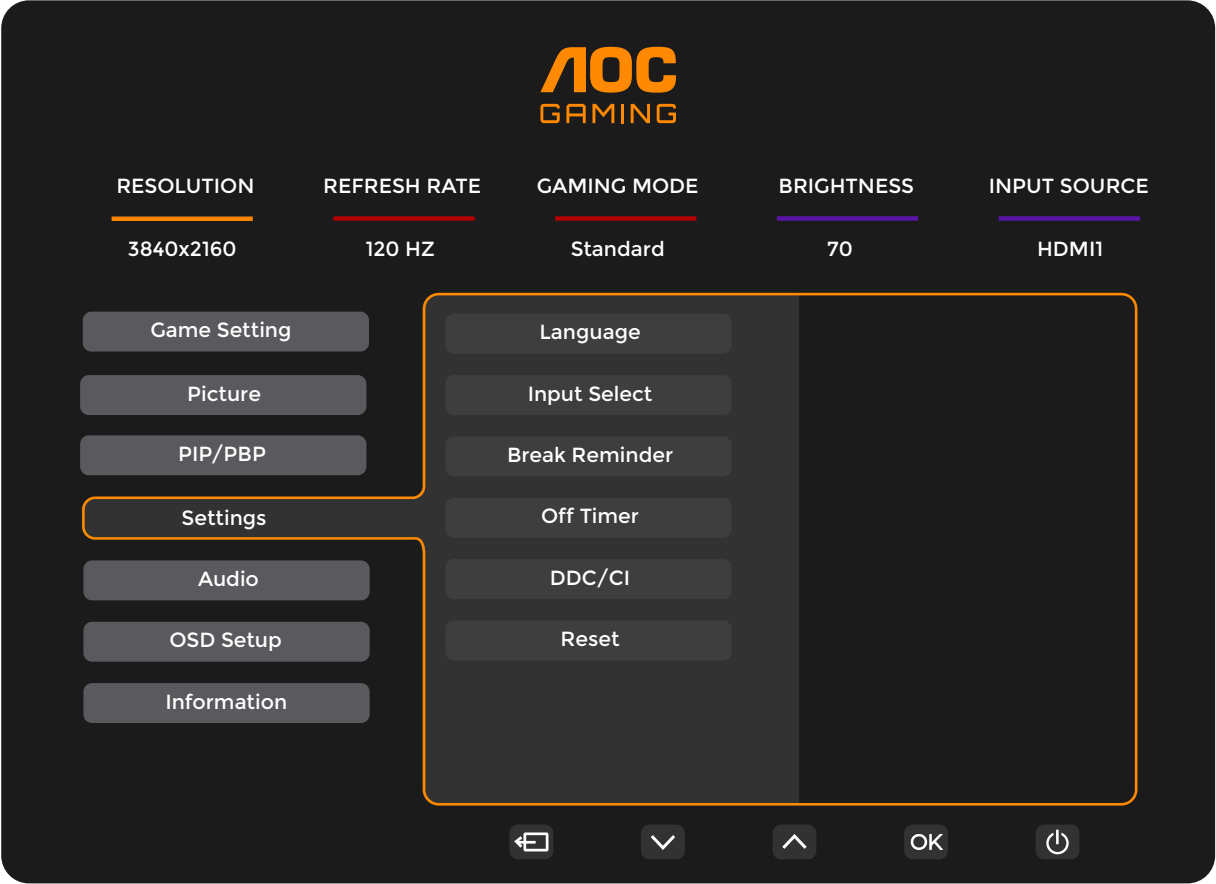 AOC
GAMING
RESOLUTION REFRESH RATE GAMING MODE BRIGHTNESS INPUT SOURCE
3840x2160 120 HZ Standard 70 HDMI1
Game Setting
Picture
PIP/PBP
Settings
Audio
OSD Setup
Information
Language
Input Select
Break Reminder
Off Timer
DDC/CI
Reset
OK